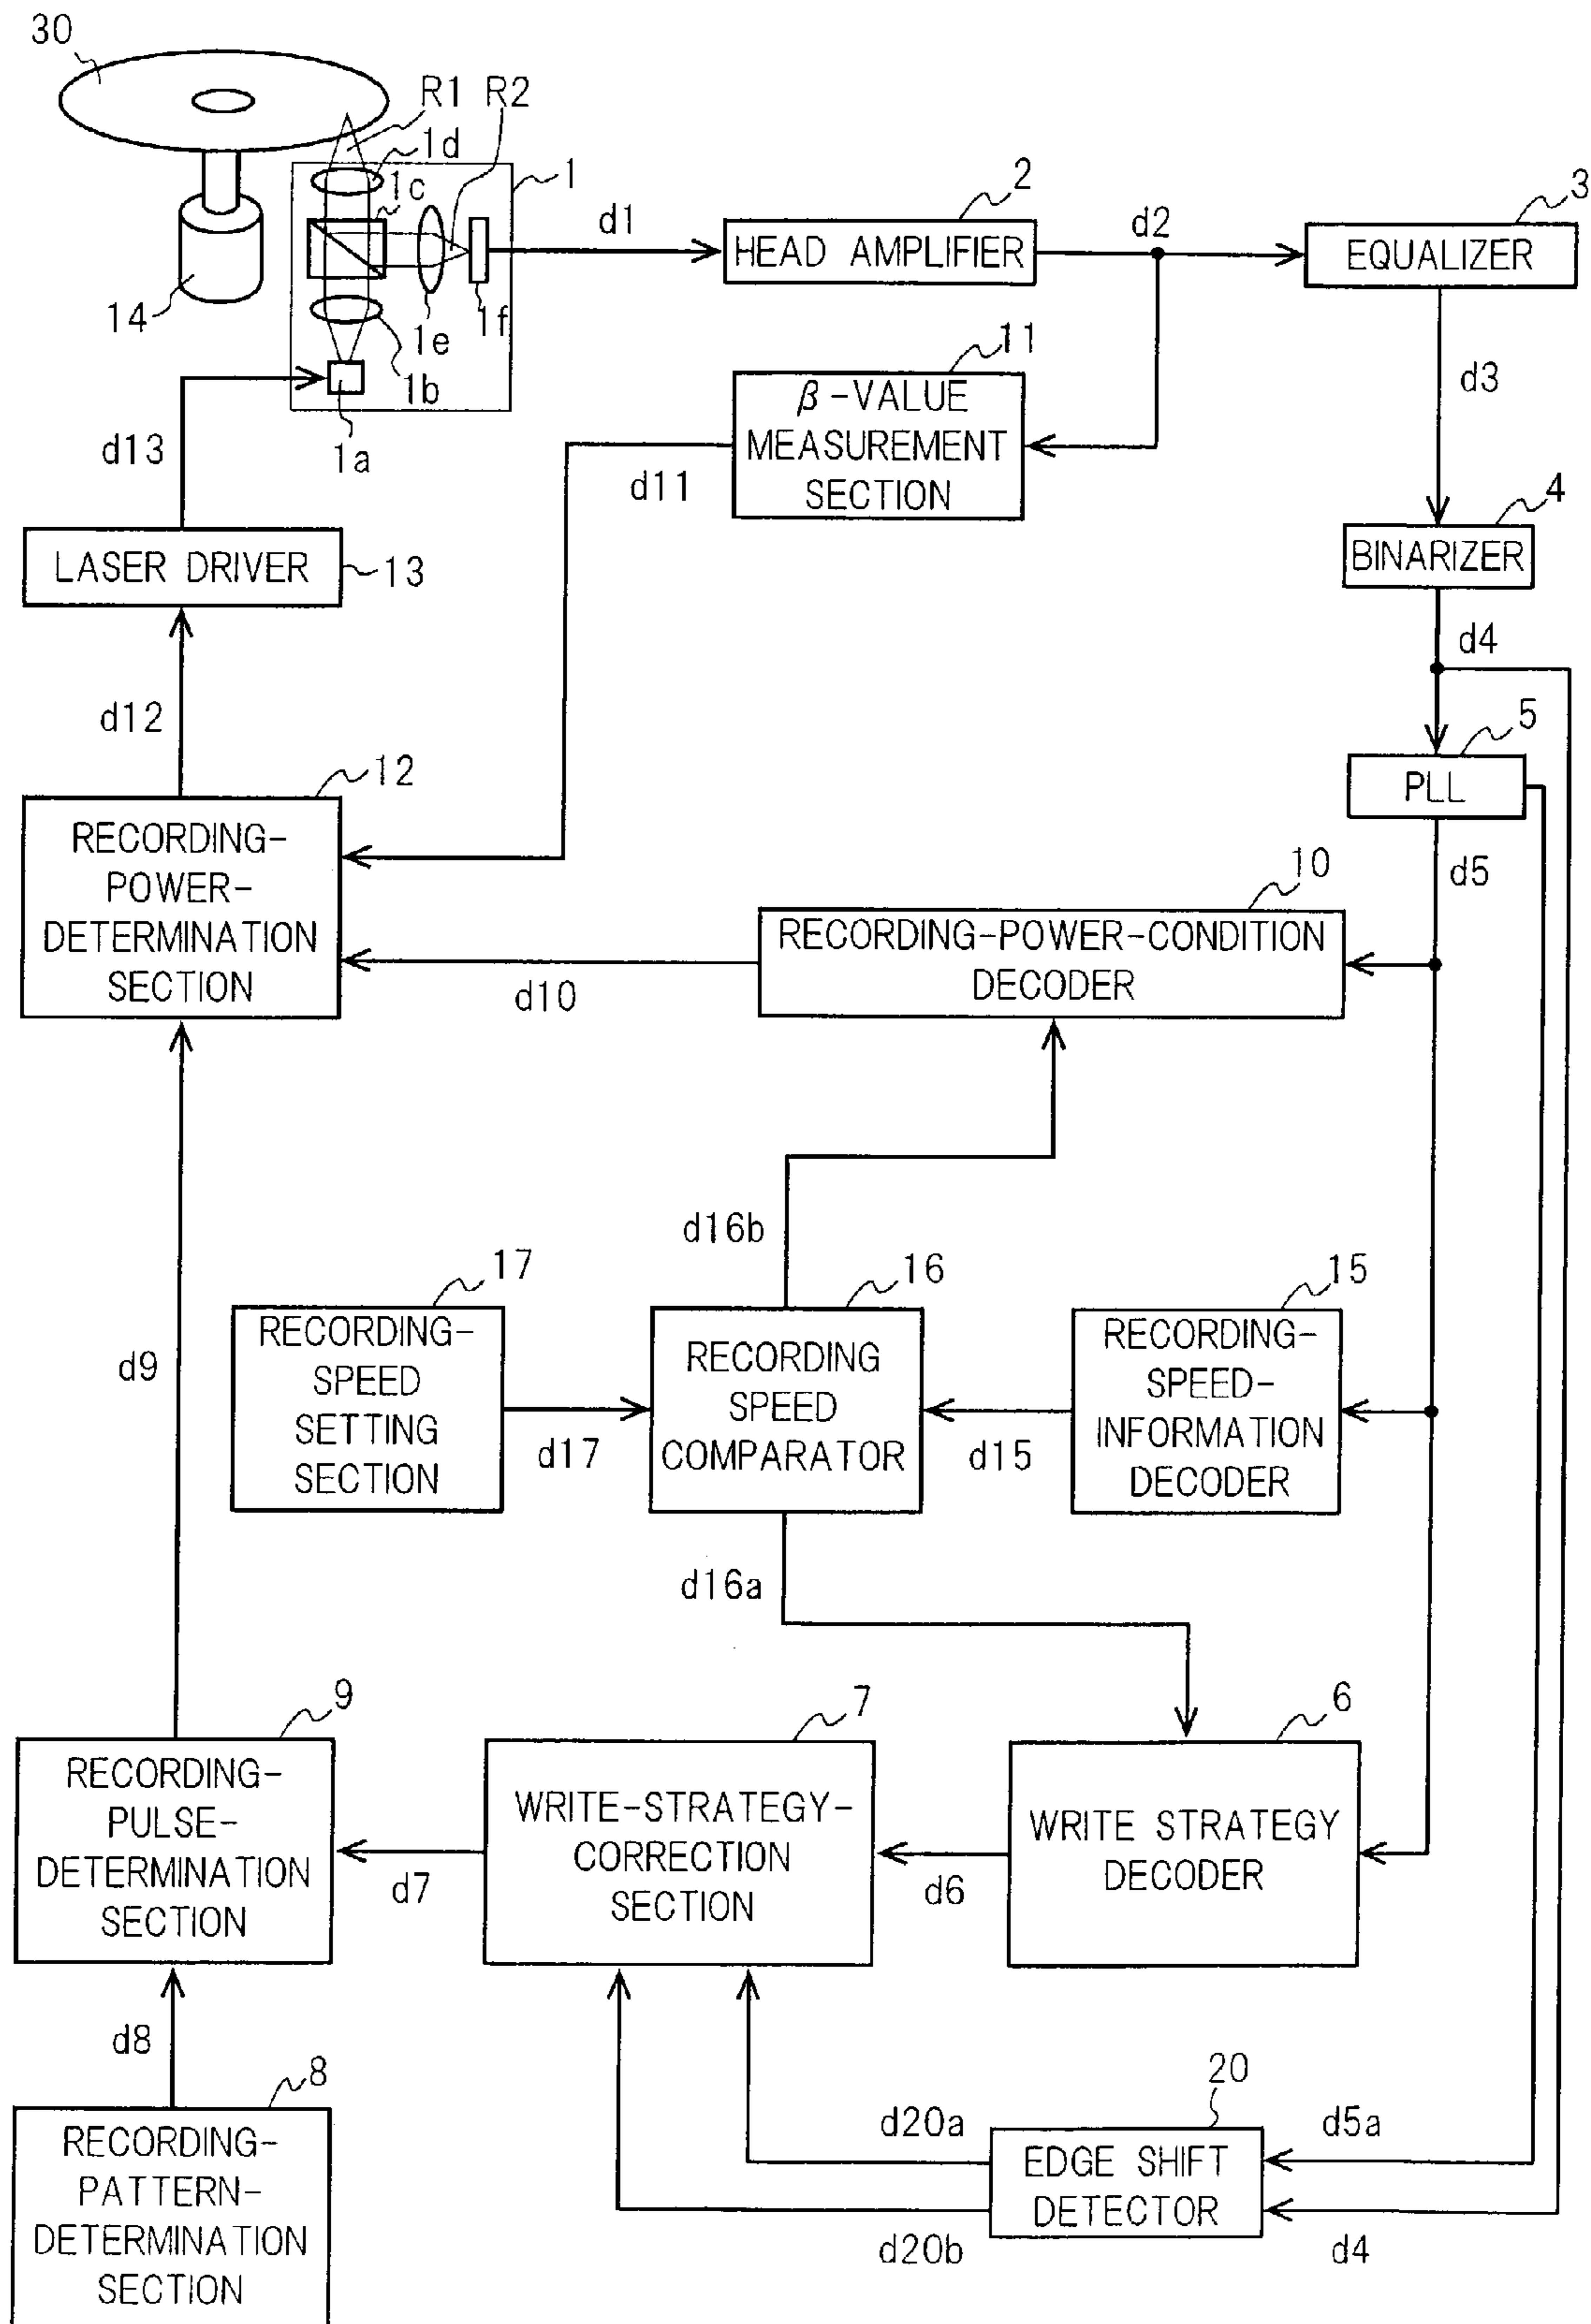 30
R1
R2
1d
1c
1
2
3
d1
HEAD AMPLIFIER
d2
EQUALIZER
14
1e
1f
1b
1a
11
β-VALUE
MEASUREMENT
SECTION
d3
d13
d11
4
BINARIZER
LASER DRIVER
13
d4
d12
5
PLL
12
RECORDING-
POWER-
DETERMINATION
SECTION
d5
10
RECORDING-POWER-CONDITION
DECODER
d10
d16b
17
16
15
RECORDING-
SPEED
SETTING
SECTION
d17
RECORDING
SPEED
COMPARATOR
d15
RECORDING-
SPEED-
INFORMATION
DECODER
d9
d16a
9
7
6
RECORDING-
PULSE-
DETERMINATION
SECTION
d7
WRITE-STRATEGY-
CORRECTION
SECTION
d6
WRITE STRATEGY
DECODER
d8
8
20
RECORDING-
PATTERN-
DETERMINATION
SECTION
d20a
d20b
EDGE SHIFT
DETECTOR
d5a
d4